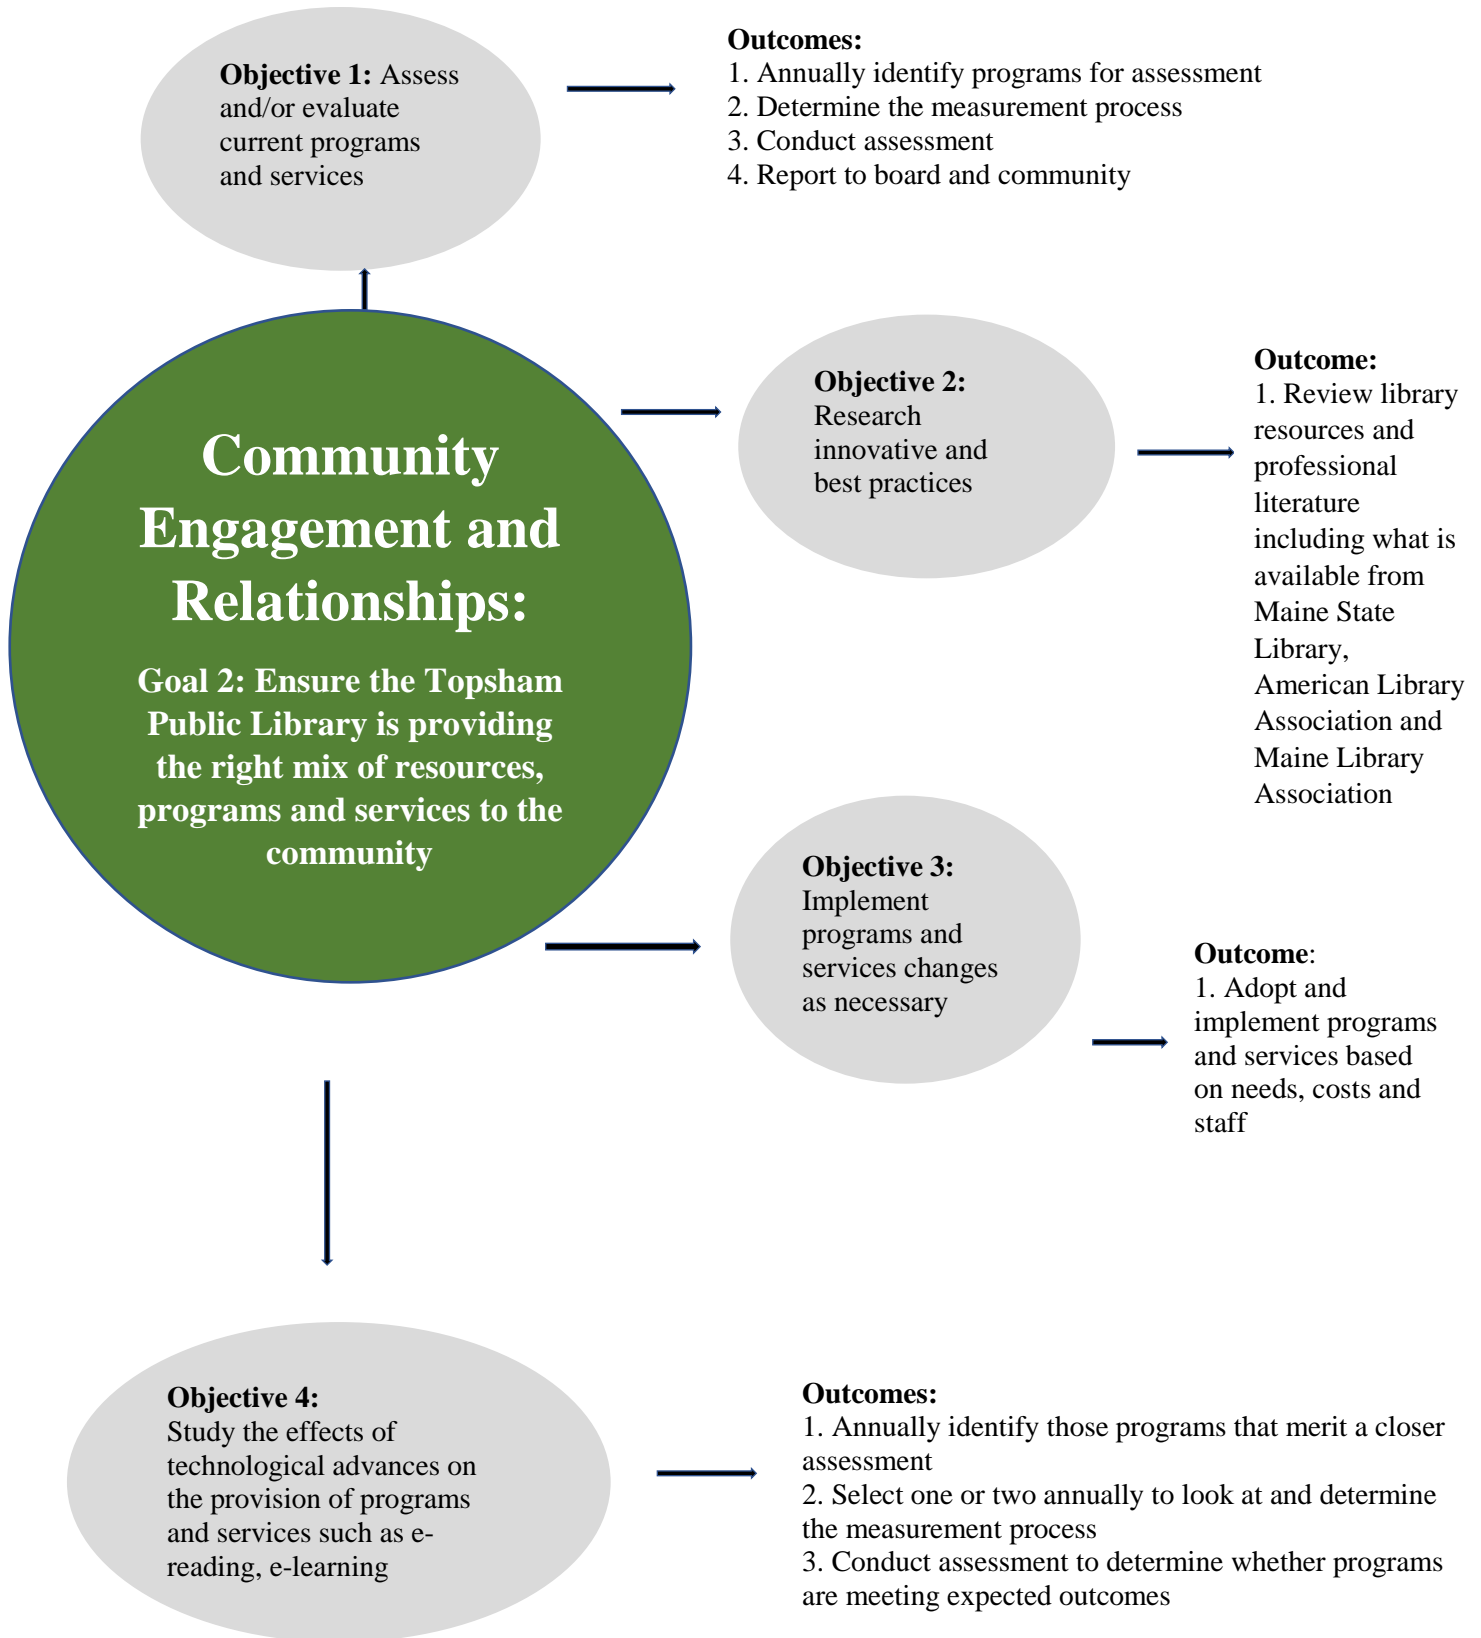 Objective 1: Assess
and/or evaluate
current programs
and services
Outcomes:
1. Annually identify programs for assessment
2. Determine the measurement process
3. Conduct assessment
4. Report to board and community
Community
Engagement and
Relationships:
Goal 2: Ensure the Topsham
Public Library is providing
the right mix of resources,
programs and services to the
community
Objective 2:
Research
innovative and
best practices
Outcome:
1. Review library
resources and
professional
literature
including what is
available from
Maine State
Library,
American Library
Association and
Maine Library
Association
Objective 3:
Implement
programs and
services changes
as necessary
Outcome:
1. Adopt and
implement programs
and services based
on needs, costs and
staff
Objective 4:
Study the effects of
technological advances on
the provision of programs
and services such as e-
reading, e-learning
Outcomes:
1. Annually identify those programs that merit a closer
assessment
2. Select one or two annually to look at and determine
the measurement process
3. Conduct assessment to determine whether programs
are meeting expected outcomes